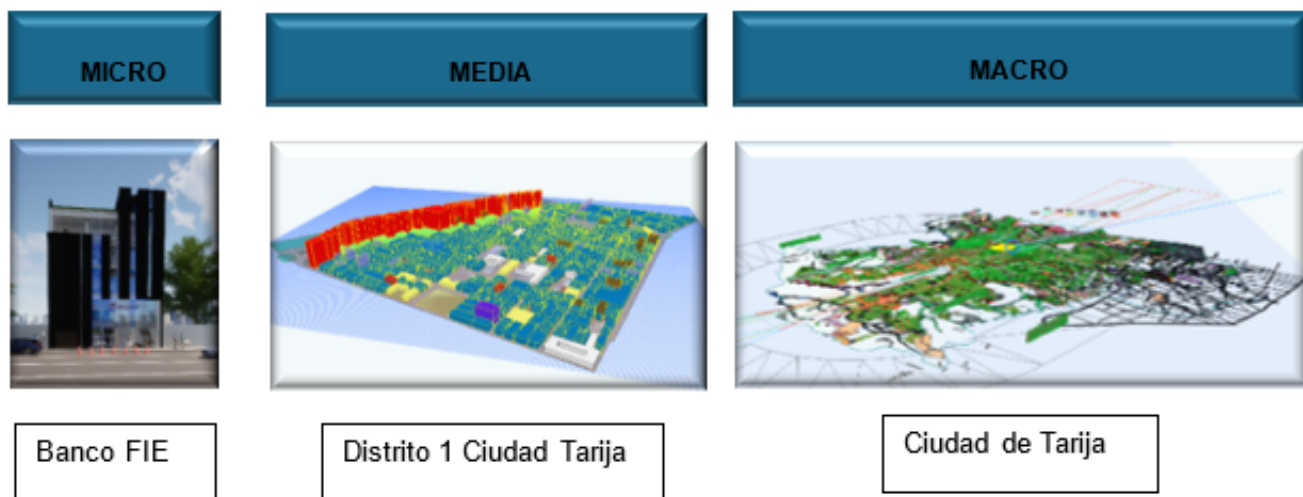 MICRO
MEDIA
MACRO
Banco FIE
Distrito 1 Ciudad Tarija
Ciudad de Tarija